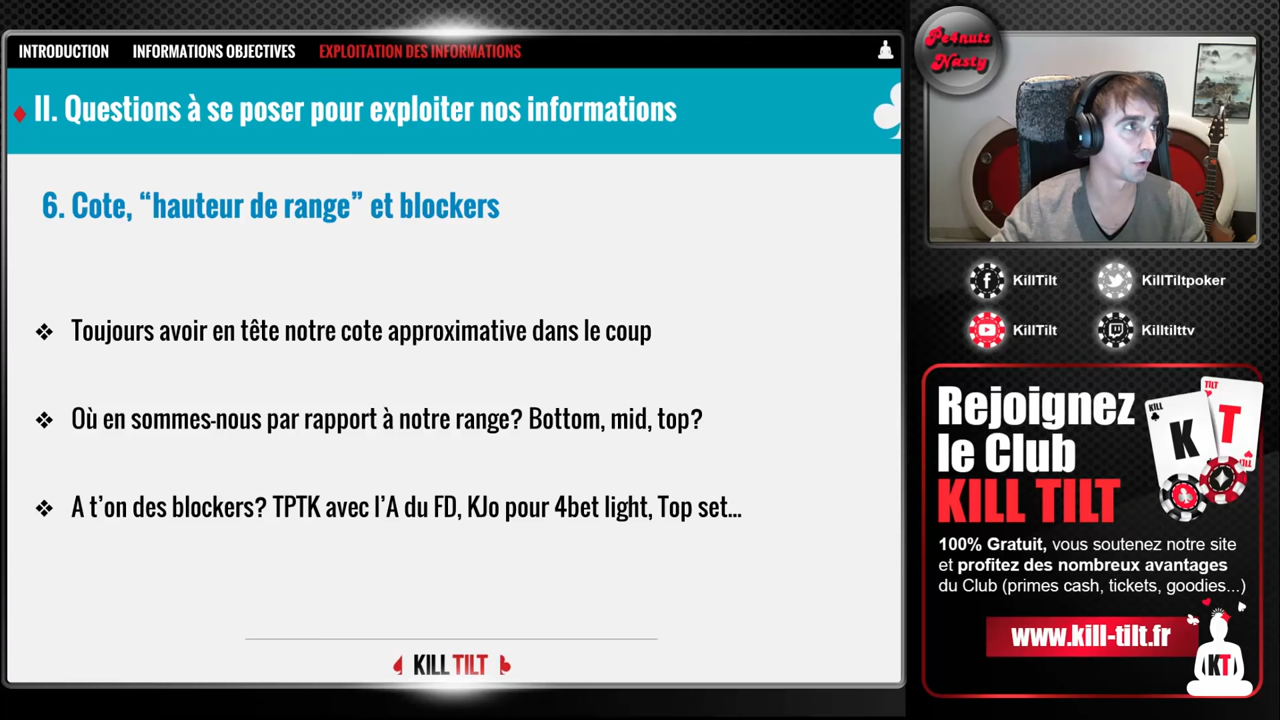 INTRODUCTION INFORMATIONS OBJECTIVES EXPLOITATION DES INFORMATIONS
II. Questions à se poser pour exploiter nos informations
6. Cote, “hauteur de range” et blockers
Toujours avoir en tête notre cote approximative dans le coup
Où en sommes-nous par rapport à notre range? Bottom, mid, top?
A t’on des blockers? TPTK avec l’A du FD, KJo pour 4bet light, Top set...
KILL TILT
Pe4nuts
Nasty
KillTilt
KillTiltpoker
KillTilt
Killtilttv
Rejoignez
le Club
KILL TILT
KILL
K
TILT
T
TILT
100% Gratuit, vous soutenez notre site
et profitez des nombreux avantages
du Club (primes cash, tickets, goodies...)
www.kill-tilt.fr
KT